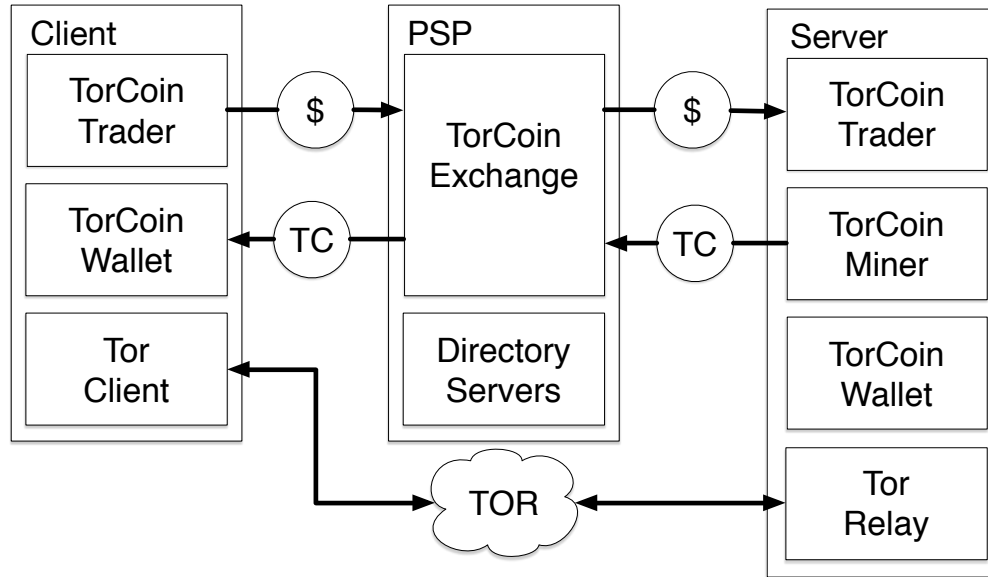 Client
TorCoin
Trader
TorCoin
Wallet
Tor
Client
$
TC
PSP
TorCoin
Exchange
Directory
Servers
TOR
$
TC
Server
TorCoin
Trader
TorCoin
Miner
TorCoin
Wallet
Tor
Relay